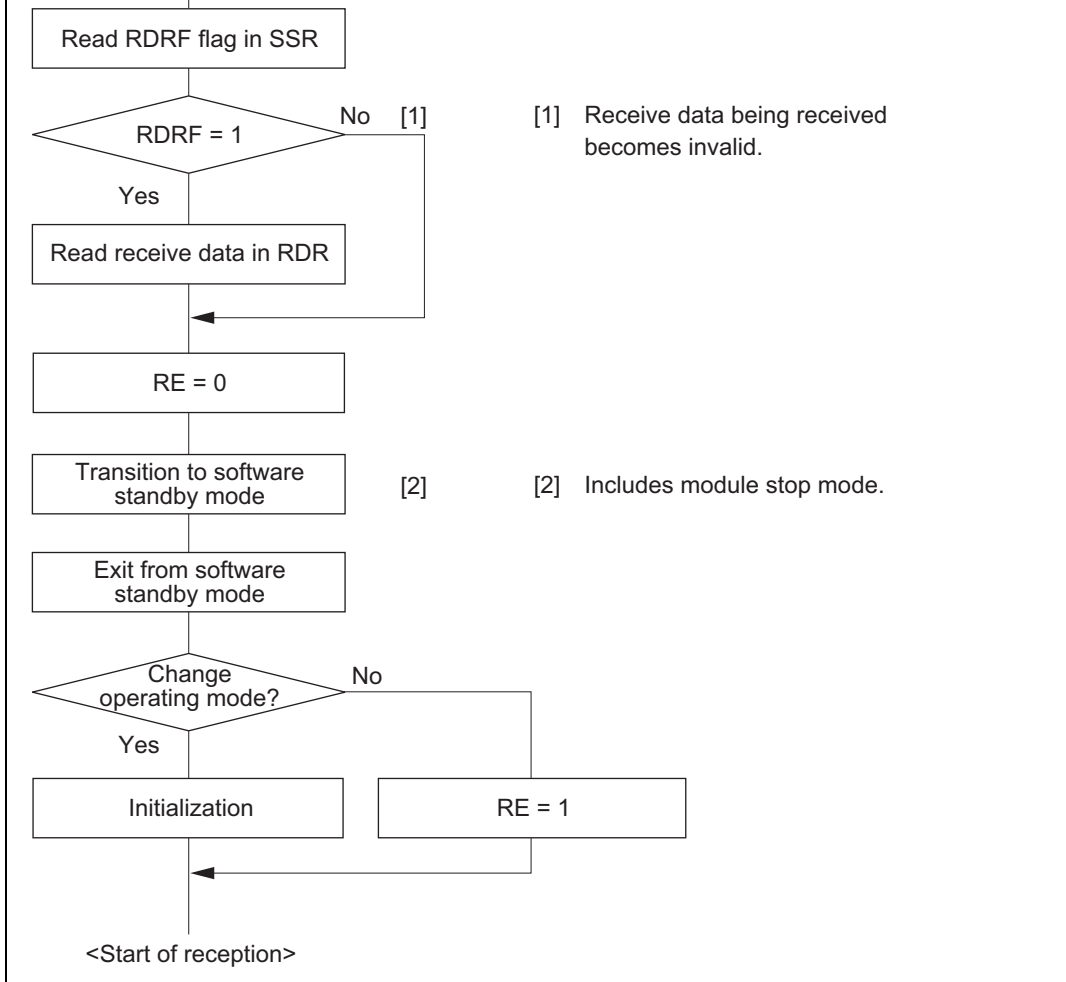 Read RDRF flag in SSR
RDRF = 1
No [1]
[1] Receive data being received
becomes invalid.
Yes
Read receive data in RDR
RE = 0
Transition to software
standby mode
[2]
[2] Includes module stop mode.
Exit from software
standby mode
Change
operating mode?
No
Yes
Initialization
RE = 1
<Start of reception>